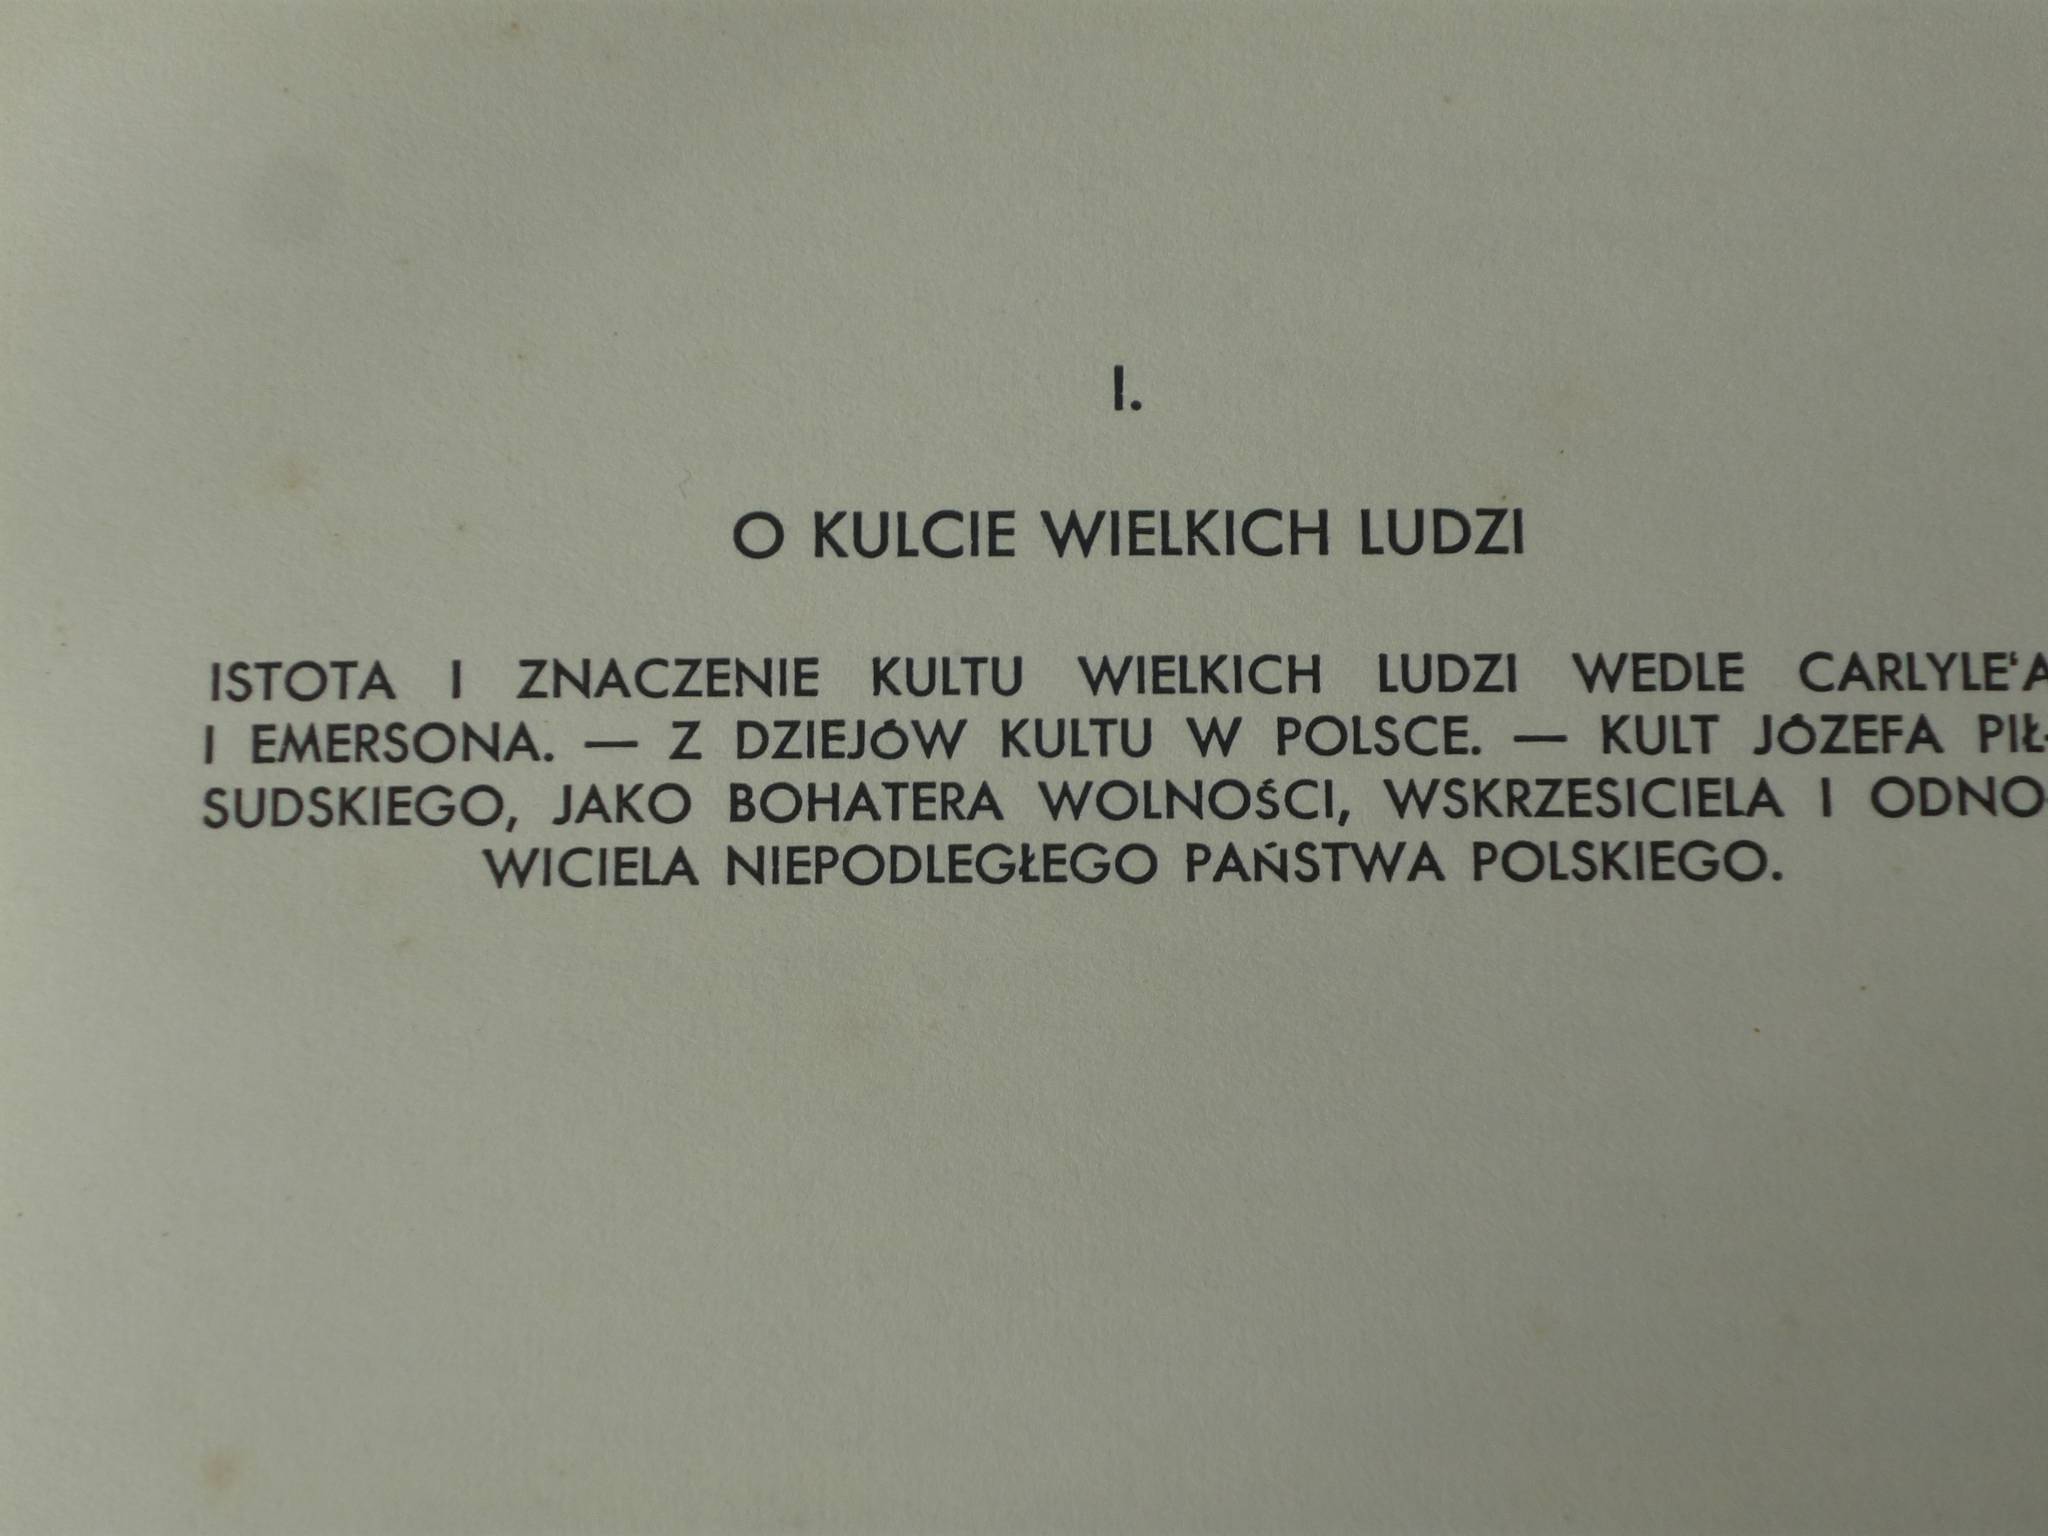 I.
O KULCIE WIELKICH LUDZI
ISTOTA I ZNACZENIE KULTU WIELKICH LUDZI WEDLE CARLYLE‘A
I EMERSONA. — Z DZIEJÓW KULTU W POLSCE. — KULT JÓZEFA PIŁ-
SUDSKIEGO, JAKO BOHATERA WOLNOŚCI, WSKRZESICIELA I ODNO-
WICIELA NIEPODLEGŁEGO PAŃSTWA POLSKIEGO.